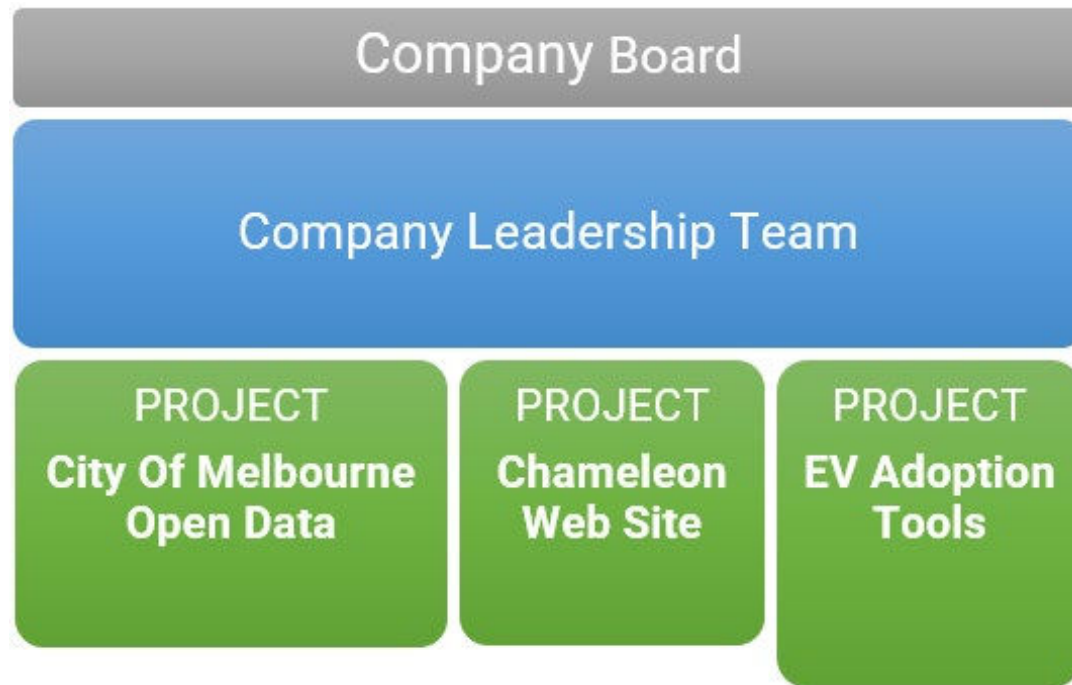 Company Board
Company Leadership Team
PROJECT
City Of Melbourne
Open Data
PROJECT
Chameleon
Web Site
PROJECT
EV Adoption
Tools